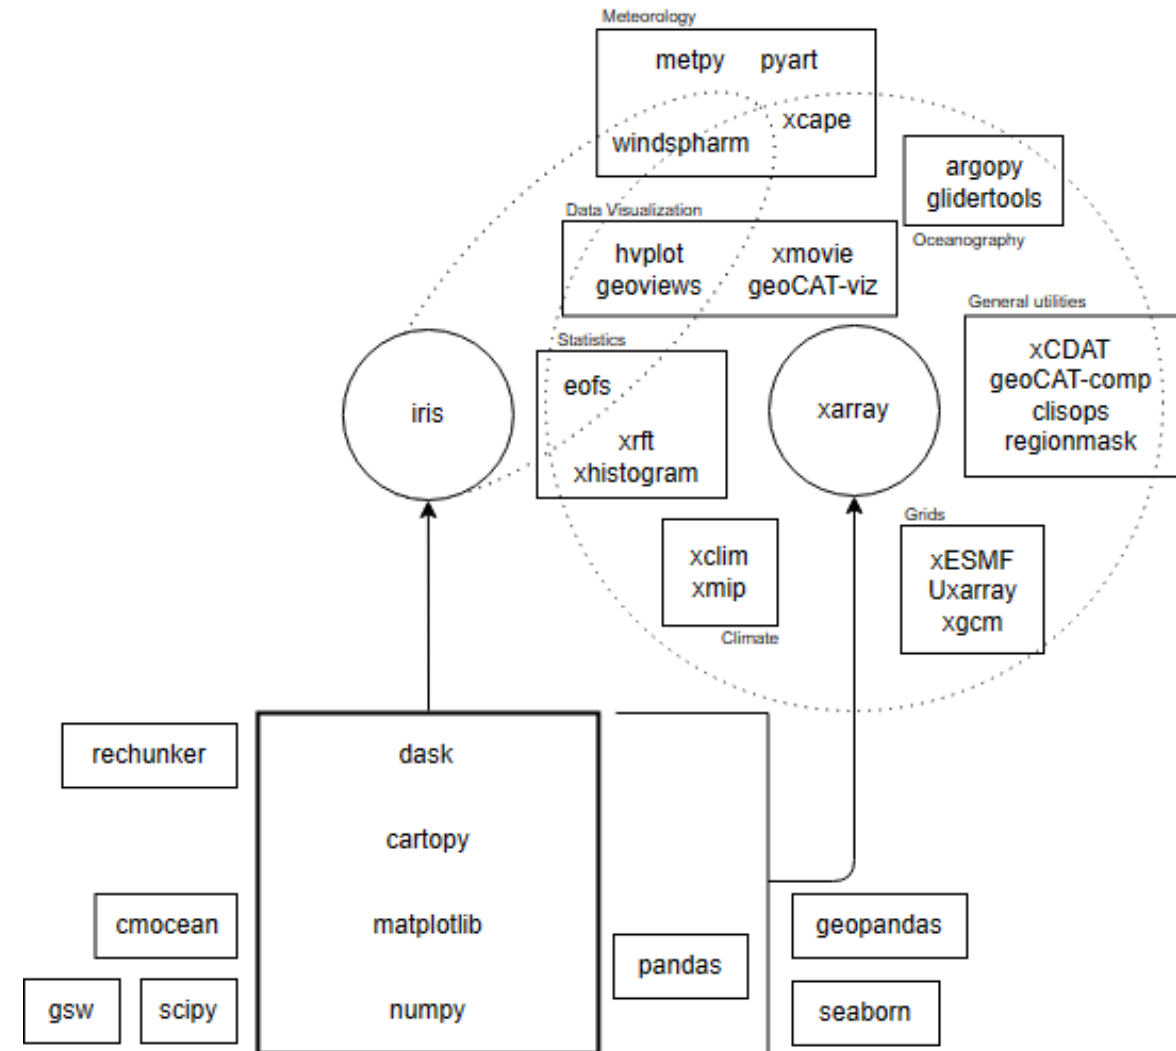 Meteorology
metpy pyart
xcape
windspharm
argopy
glidertools
Oceanography
Data Visualization
hvplot xmovie
geoviews geoCAT-viz
General utilities
xCDAT
geoCAT-comp
clisops
regionmask
Statistics
eofs
xrft
xhistogram
iris
xarray
Grids
xESMF
Uxarray
xgcm
xclim
xmip
Climate
rechunker
dask
cartopy
cmocean
matplotlib
geopandas
pandas
gsw
scipy
numpy
seaborn